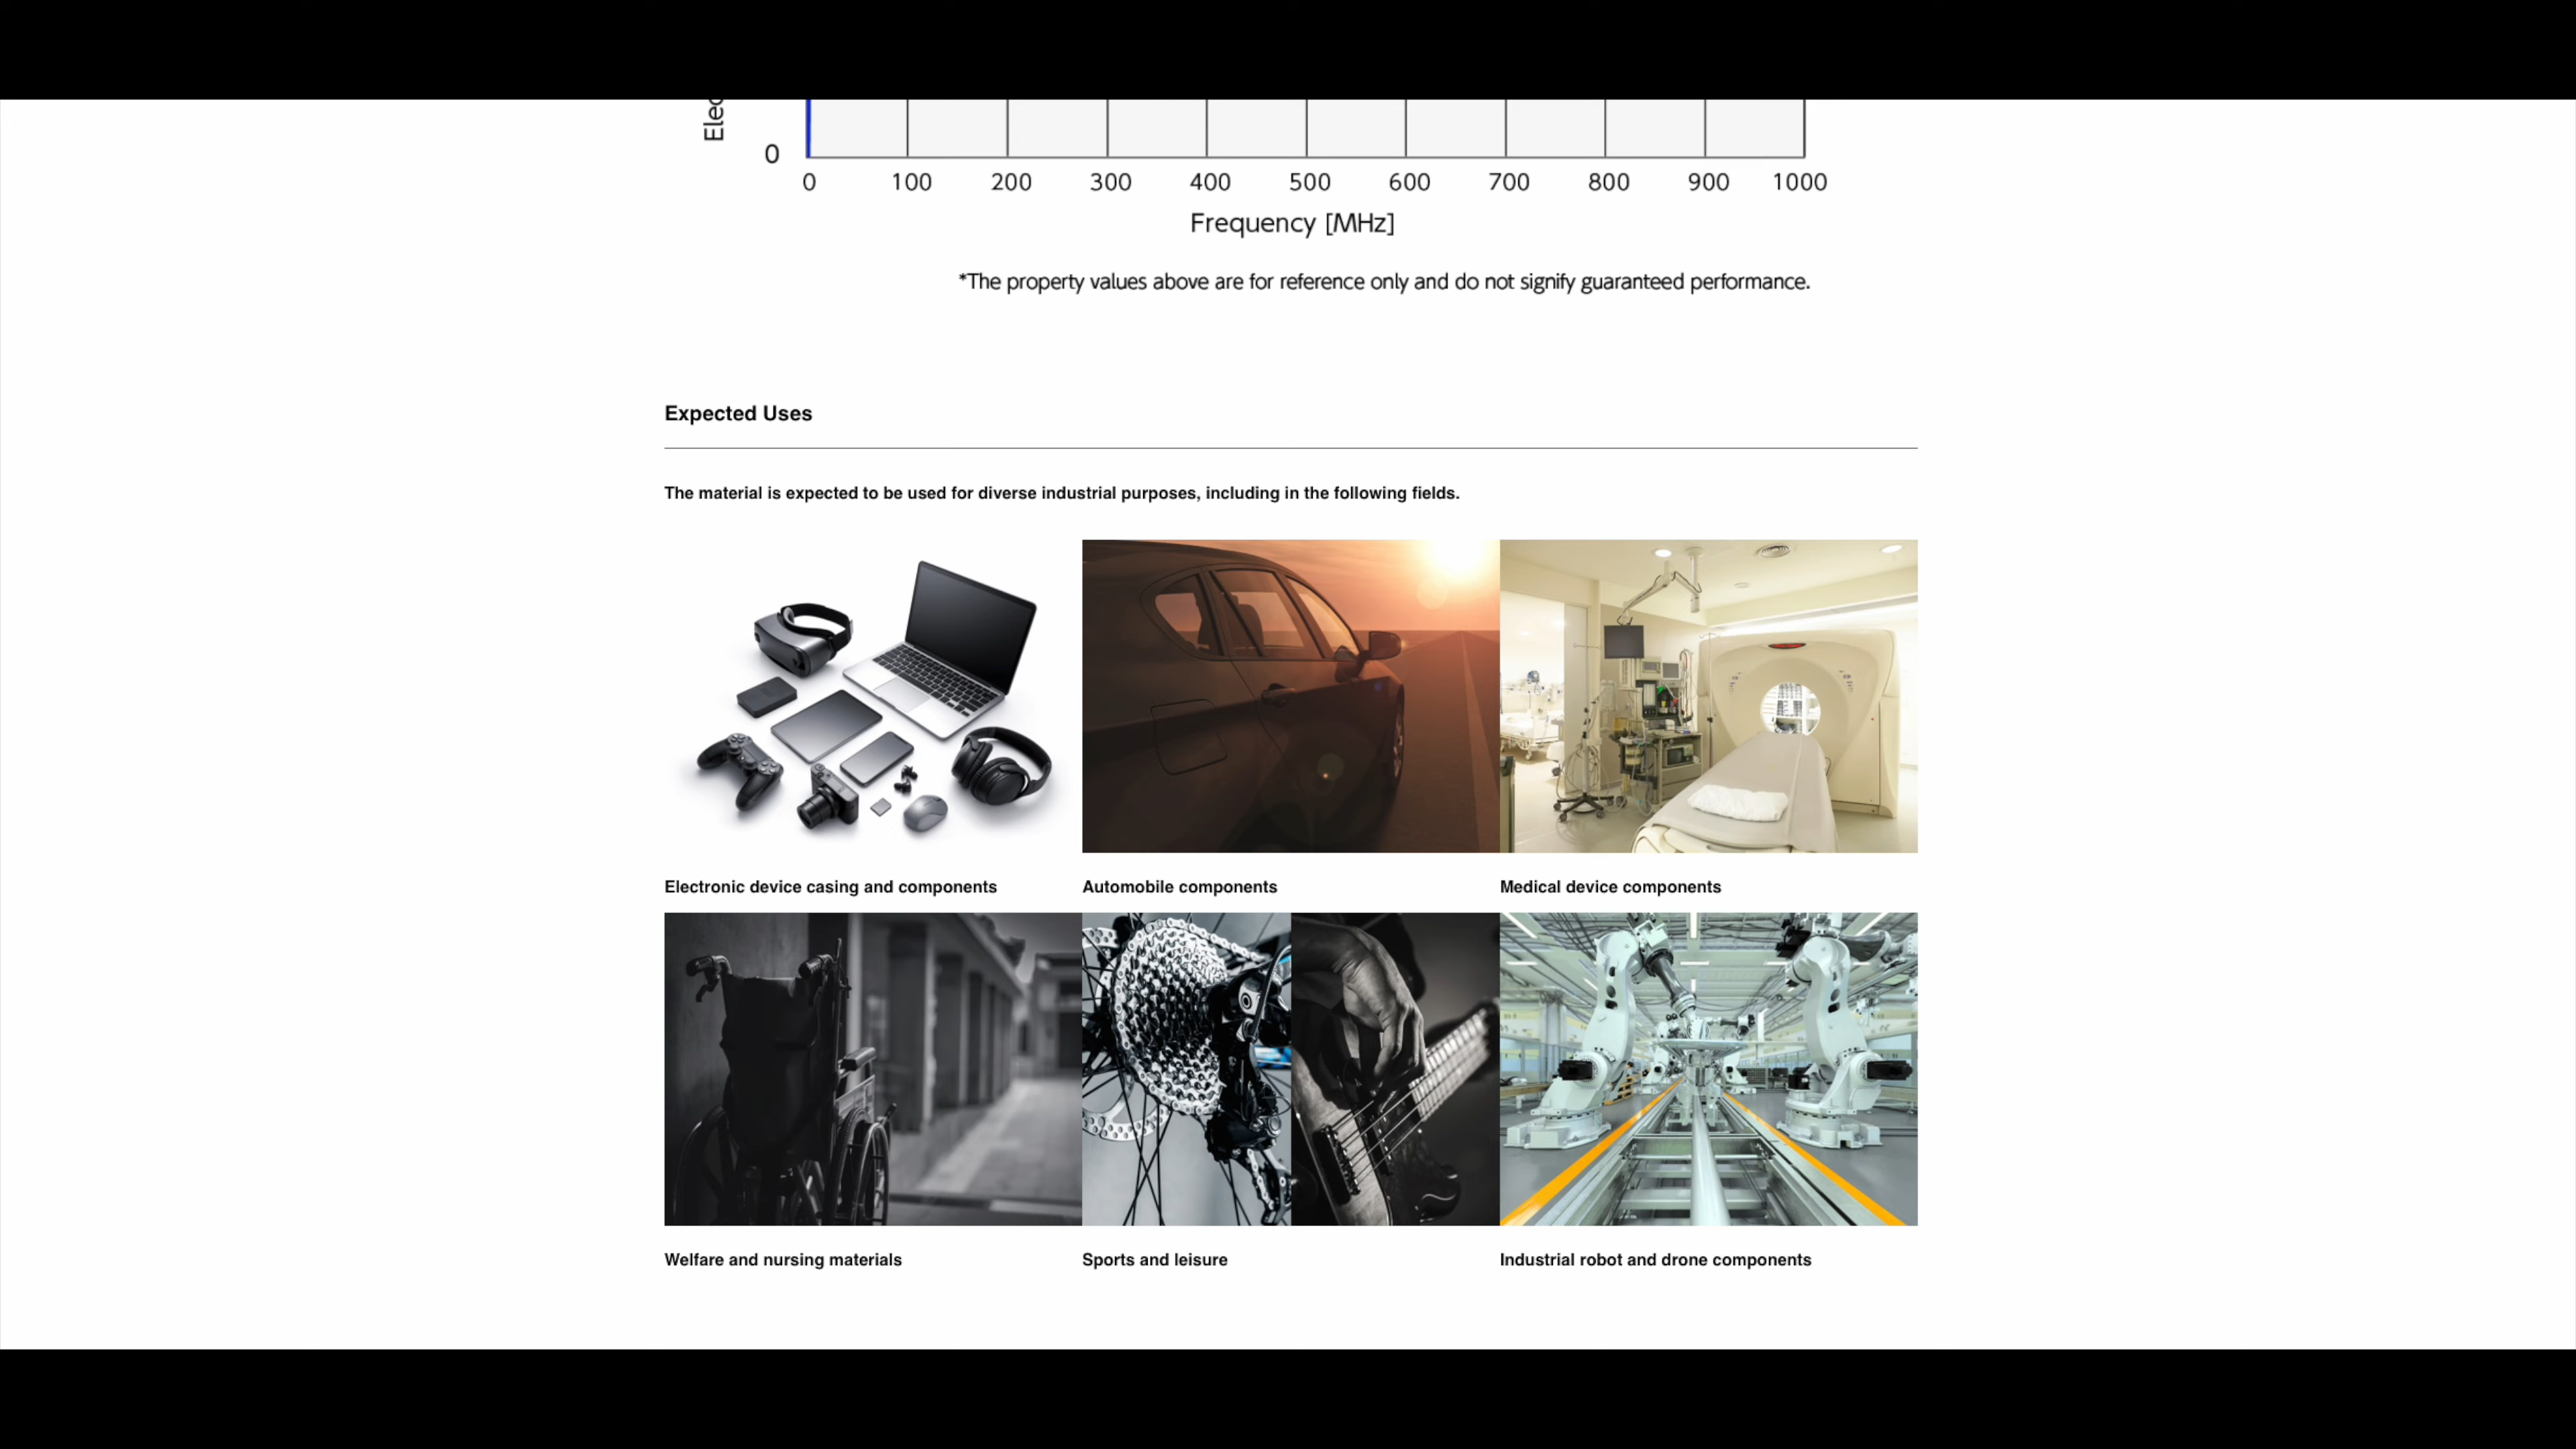 Elec
0
0 100 200 300 400 500 600 700 800 900 1000
Frequency [MHz]
*The property values above are for reference only and do not signify guaranteed performance.
Expected Uses
The material is expected to be used for diverse industrial purposes, including in the following fields.
Electronic device casing and components
Automobile components
Medical device components
Welfare and nursing materials
Sports and leisure
Industrial robot and drone components